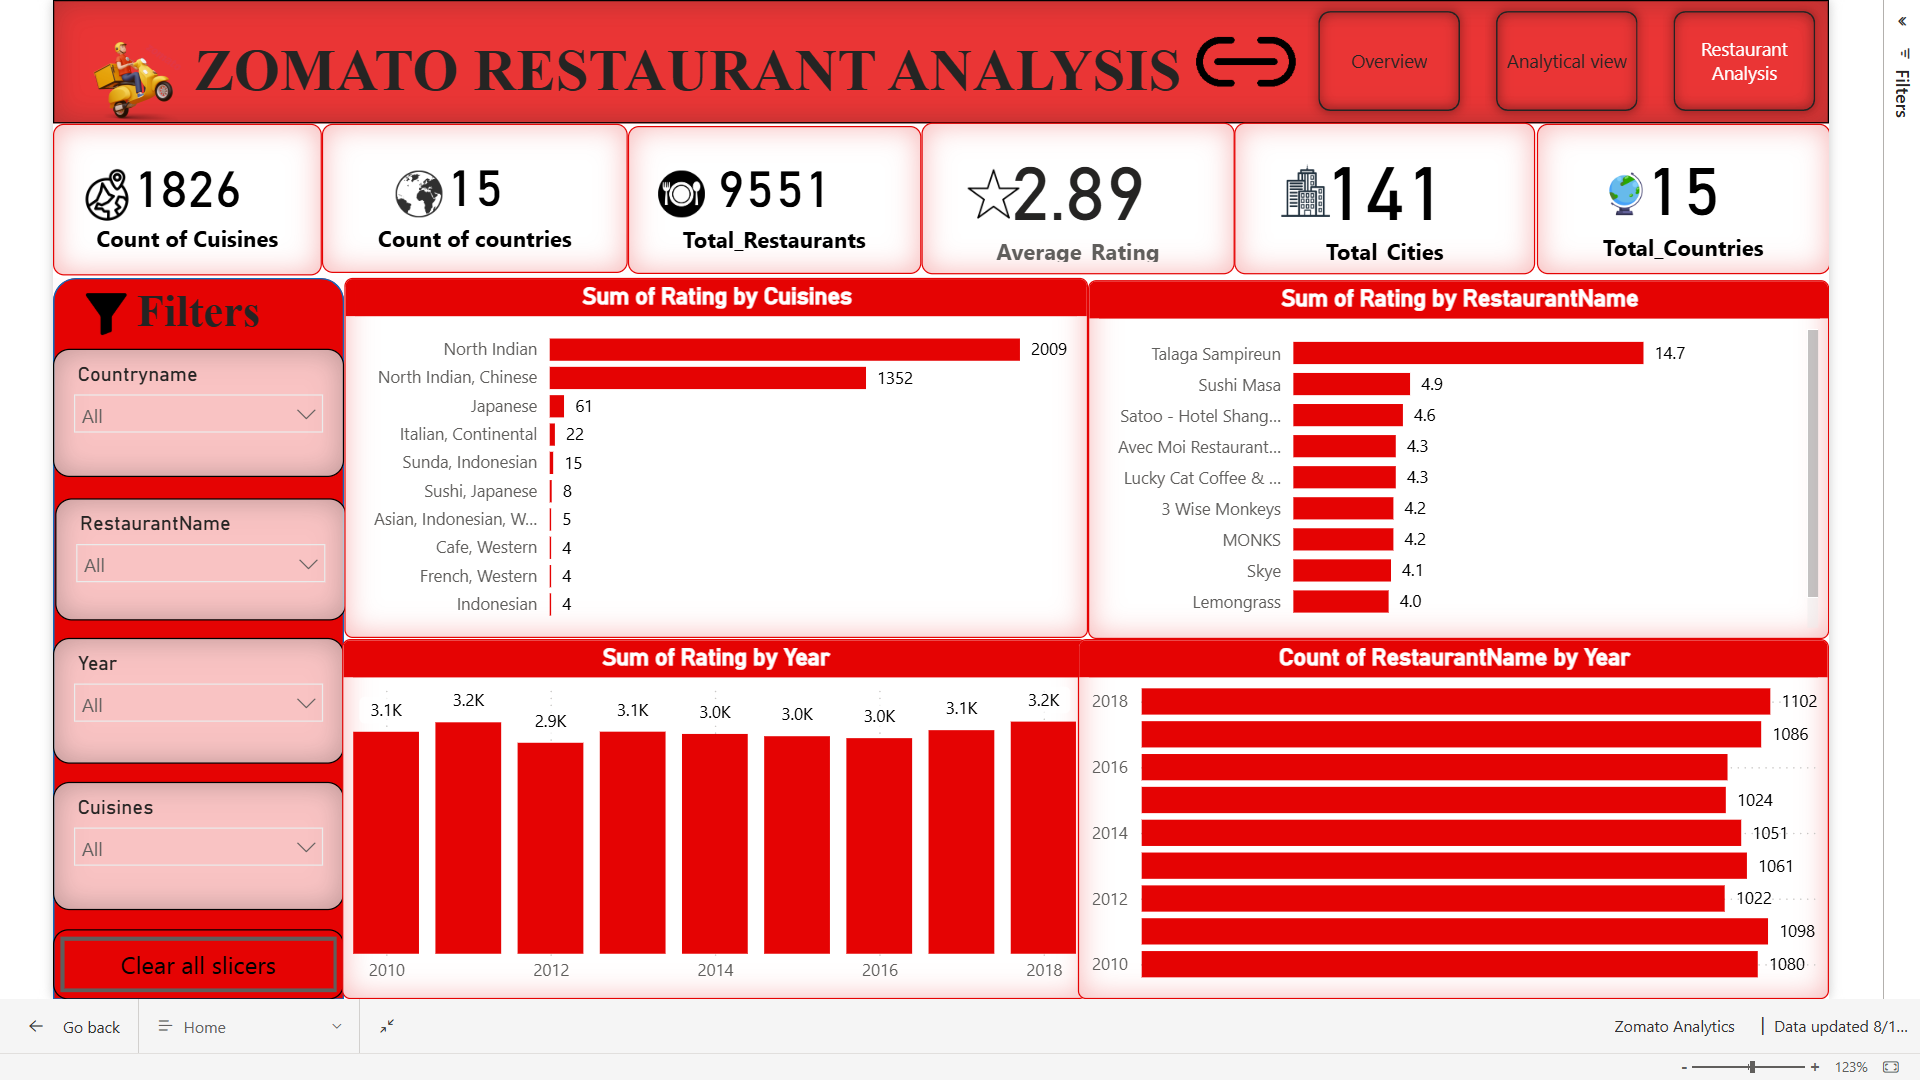 ZOMATO RESTAURANT ANALYSIS
Overview
Analytical view
Restaurant
Analysis
«
Filters
1826
Count of Cuisines
15
Count of countries
9551
Total_Restaurants
2.89
Average Rating
141
Total Cities
15
Total_Countries
Filters
Countryname
All
RestaurantName
All
Year
All
Cuisines
All
Clear all slicers
Sum of Rating by Cuisines
North Indian 2009
North Indian, Chinese 1352
Japanese 61
Italian, Continental 22
Sunda, Indonesian 15
Sushi, Japanese 8
Asian, Indonesian, W... 5
Cafe, Western 4
French, Western 4
Indonesian 4
Sum of Rating by RestaurantName
Talaga Sampireun 14.7
Sushi Masa 4.9
Satoo - Hotel Shang... 4.6
Avec Moi Restaurant... 4.3
Lucky Cat Coffee & ... 4.3
3 Wise Monkeys 4.2
MONKS 4.2
Skye 4.1
Lemongrass 4.0
Sum of Rating by Year
3.1K 3.2K 2.9K 3.1K 3.0K 3.0K 3.0K 3.1K 3.2K
2010 2012 2014 2016 2018
Count of RestaurantName by Year
2018 1102
1086
2016
1024
2014 1051
1061
2012 1022
1098
2010 1080
Go back
Home
Zomato Analytics | Data updated 8/1...
- + 123%